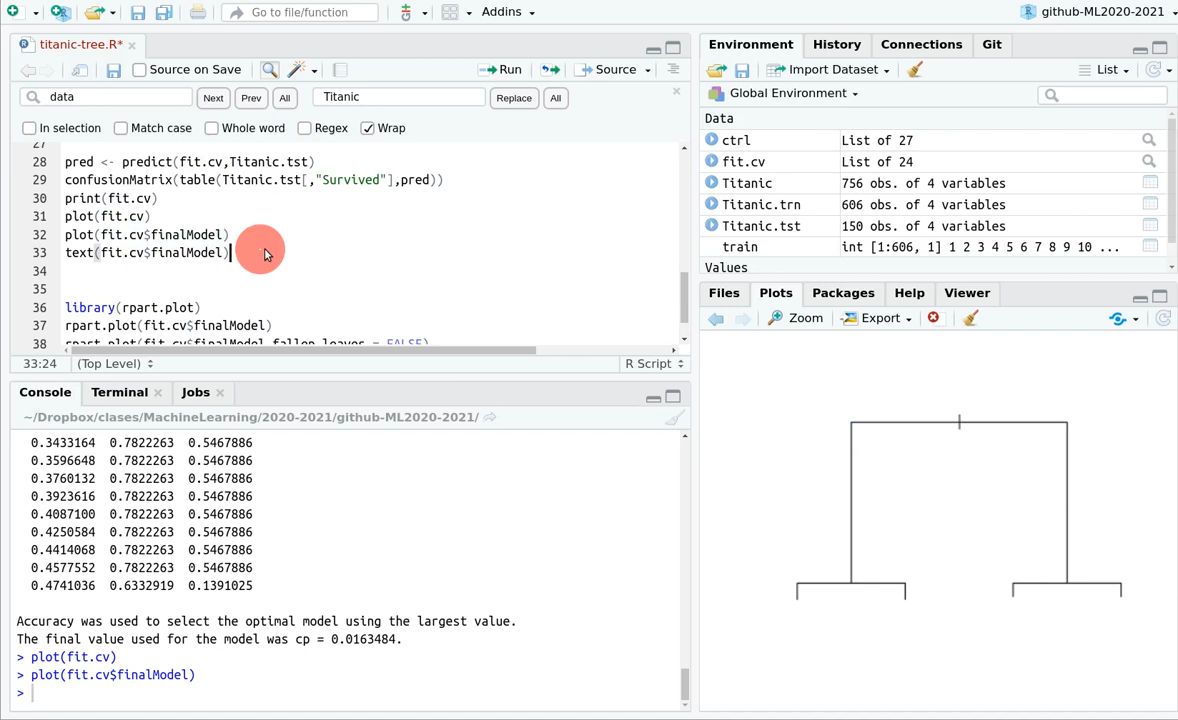 Go to file/function
Addins
github-ML2020-2021
titanic-tree.R*
Source on Save
Run
Source
data
Next
Prev
All
Titanic
Replace
All
In selection
Match case
Whole word
Regex
Wrap
27
28 pred <- predict(fit.cv,Titanic.tst)
29 confusionMatrix(table(Titanic.tst[,"Survived"],pred))
30 print(fit.cv)
31 plot(fit.cv)
32 plot(fit.cv$finalModel)
33 text(fit.cv$finalModel)
34
35
36 library(rpart.plot)
37 rpart.plot(fit.cv$finalModel)
38 rpart.plot(fit.cv$finalModel,fallen.leaves = FALSE)
33:24 (Top Level) R Script
Console Terminal Jobs
~/Dropbox/clases/MachineLearning/2020-2021/github-ML2020-2021/
0.3433164 0.7822263 0.5467886
0.3596648 0.7822263 0.5467886
0.3760132 0.7822263 0.5467886
0.3923616 0.7822263 0.5467886
0.4087100 0.7822263 0.5467886
0.4250584 0.7822263 0.5467886
0.4414068 0.7822263 0.5467886
0.4577552 0.7822263 0.5467886
0.4741036 0.6332919 0.1391025
Accuracy was used to select the optimal model using the largest value.
The final value used for the model was cp = 0.0163484.
> plot(fit.cv)
> plot(fit.cv$finalModel)
>
Environment History Connections Git
Import Dataset
List
Global Environment
Data
ctrl List of 27
fit.cv List of 24
Titanic 756 obs. of 4 variables
Titanic.trn 606 obs. of 4 variables
Titanic.tst 150 obs. of 4 variables
train int [1:606, 1] 1 2 3 4 5 6 7 8 9 10 ...
Values
Files Plots Packages Help Viewer
Zoom Export